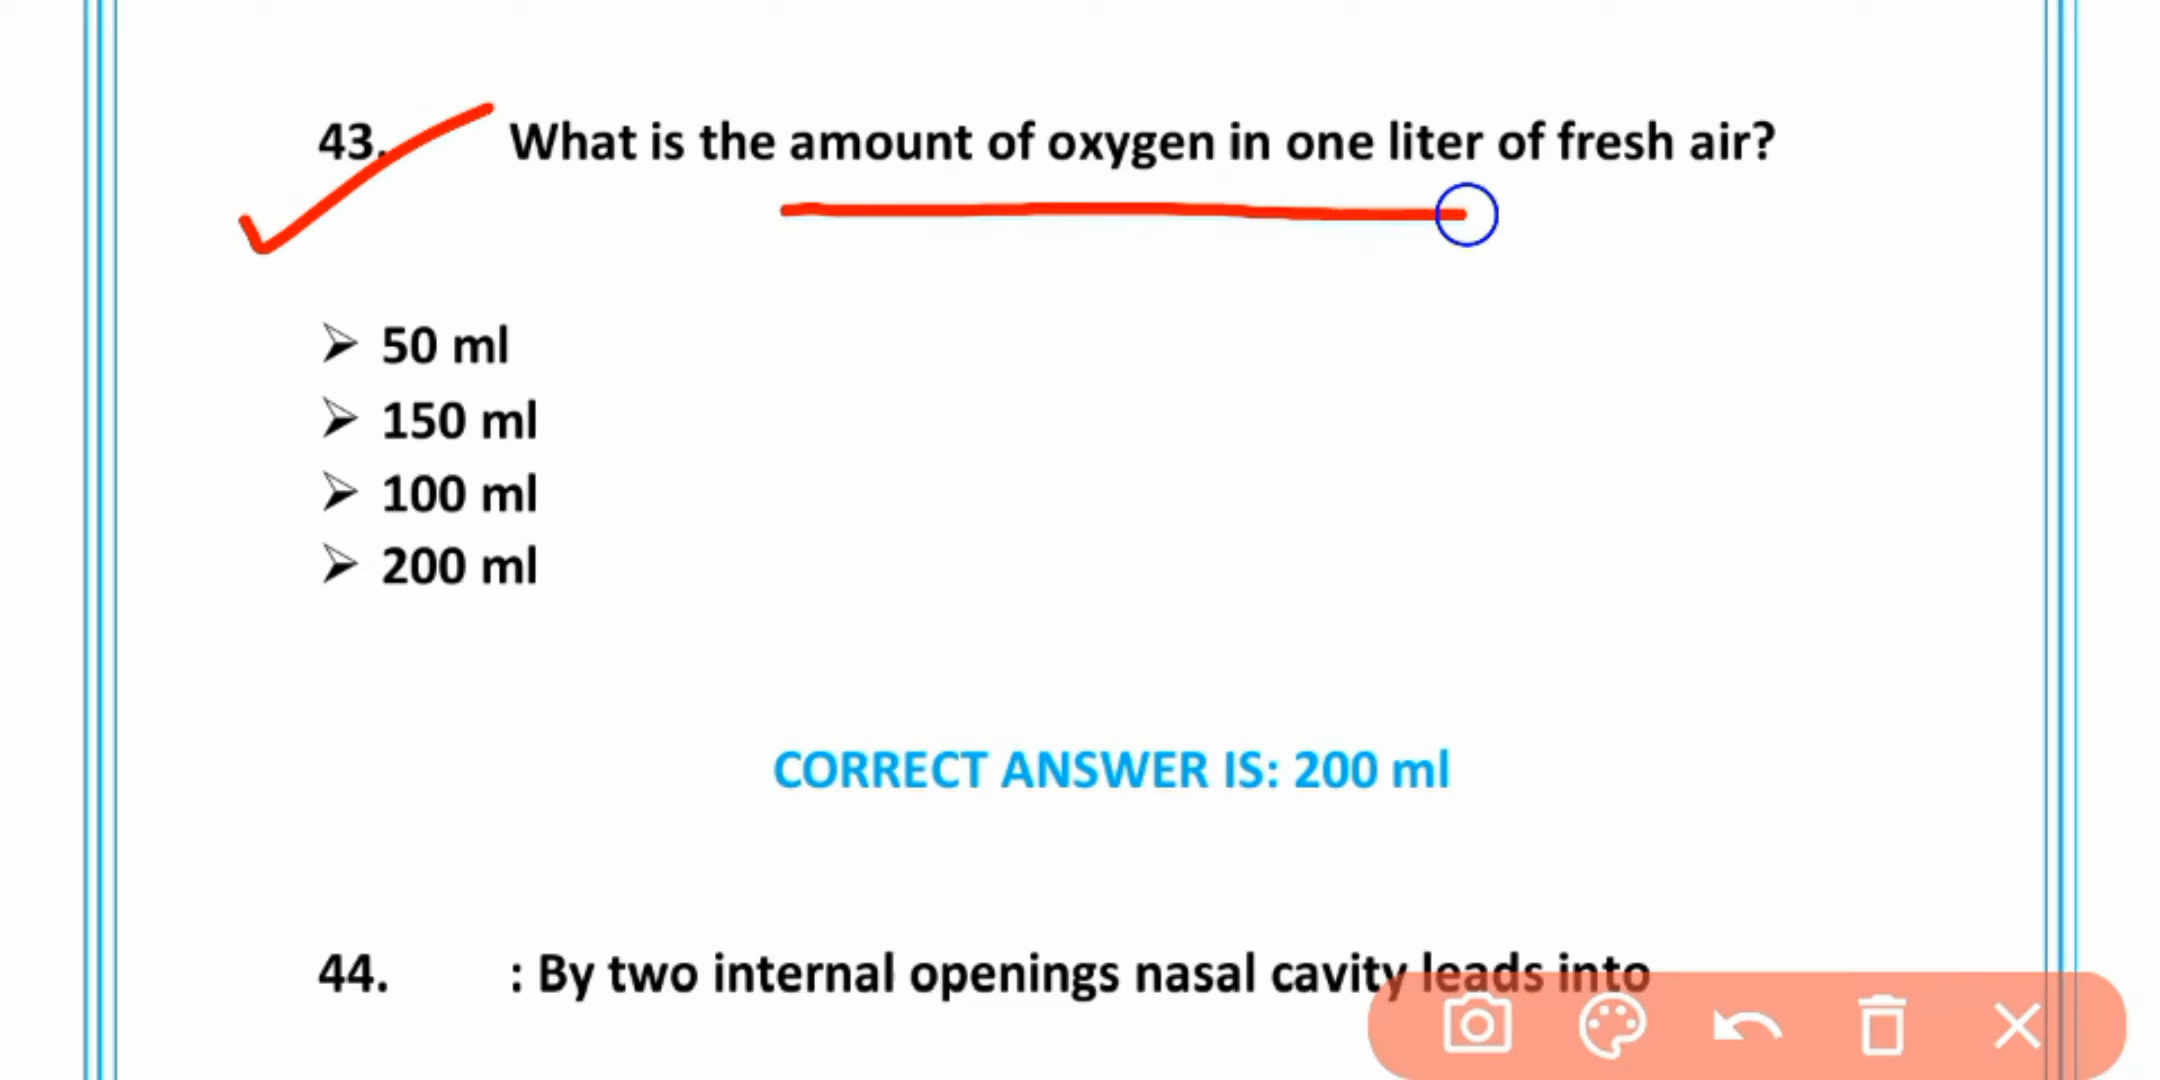 43. What is the amount of oxygen in one liter of fresh air?
➤ 50 ml
➤ 150 ml
➤ 100 ml
➤ 200 ml
CORRECT ANSWER IS: 200 ml
44. : By two internal openings nasal cavity leads into